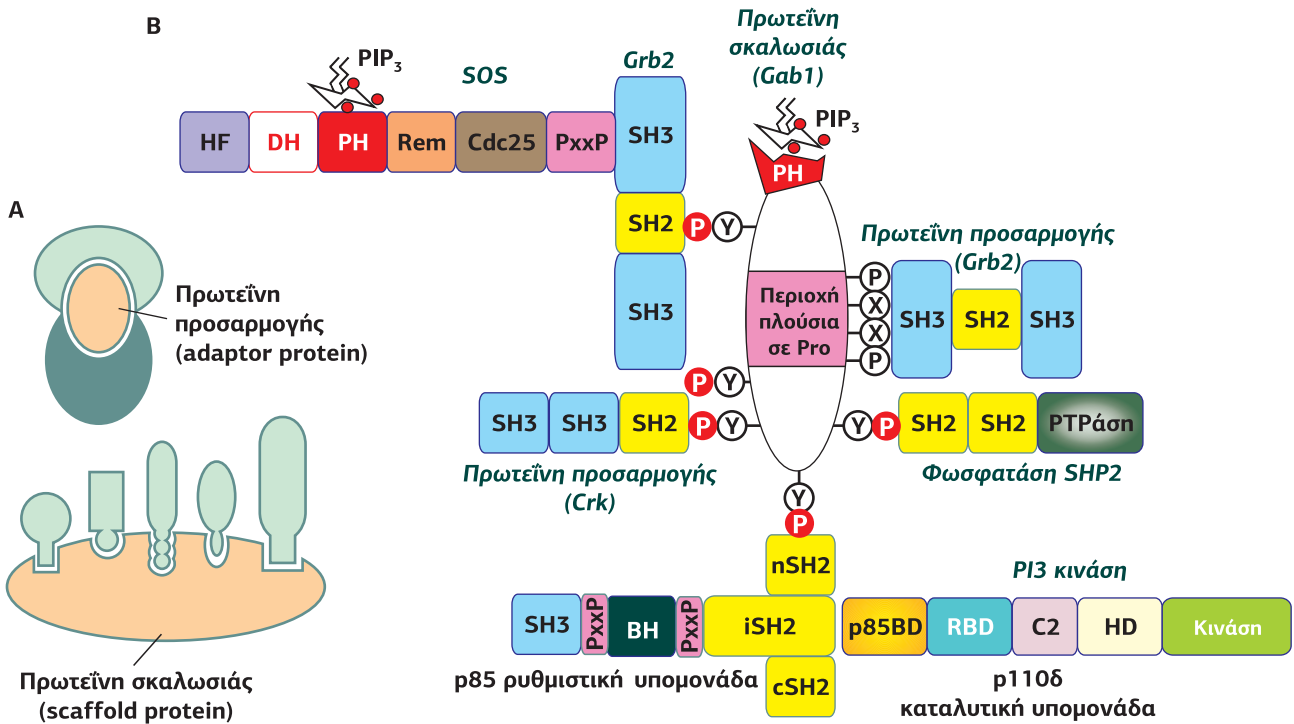 B
PIP3
SOS
Grb2
HF
DH
PH
Rem
Cdc25
PxxP
SH3
SH2
SH3
P
Y
Πρωτεΐνη
σκαλωσιάς
(Gab1)
PIP3
PH
Περιοχή
πλούσια
σε Pro
Πρωτεΐνη προσαρμογής
(Grb2)
P
X
X
P
SH3
SH2
SH3
P
Y
SH3
SH3
SH2
P
Y
Πρωτεΐνη προσαρμογής
(Crk)
Y
P
SH2
SH2
PTPάση
Φωσφατάση SHP2
Y
P
nSH2
SH3
PxxP
BH
PxxP
iSH2
cSH2
p85 ρυθμιστική υπομονάδα
PI3 κινάση
p85BD
RBD
C2
HD
Κινάση
p110δ
καταλυτική υπομονάδα
A
Πρωτεΐνη
προσαρμογής
(adaptor protein)
Πρωτεΐνη σκαλωσιάς
(scaffold protein)